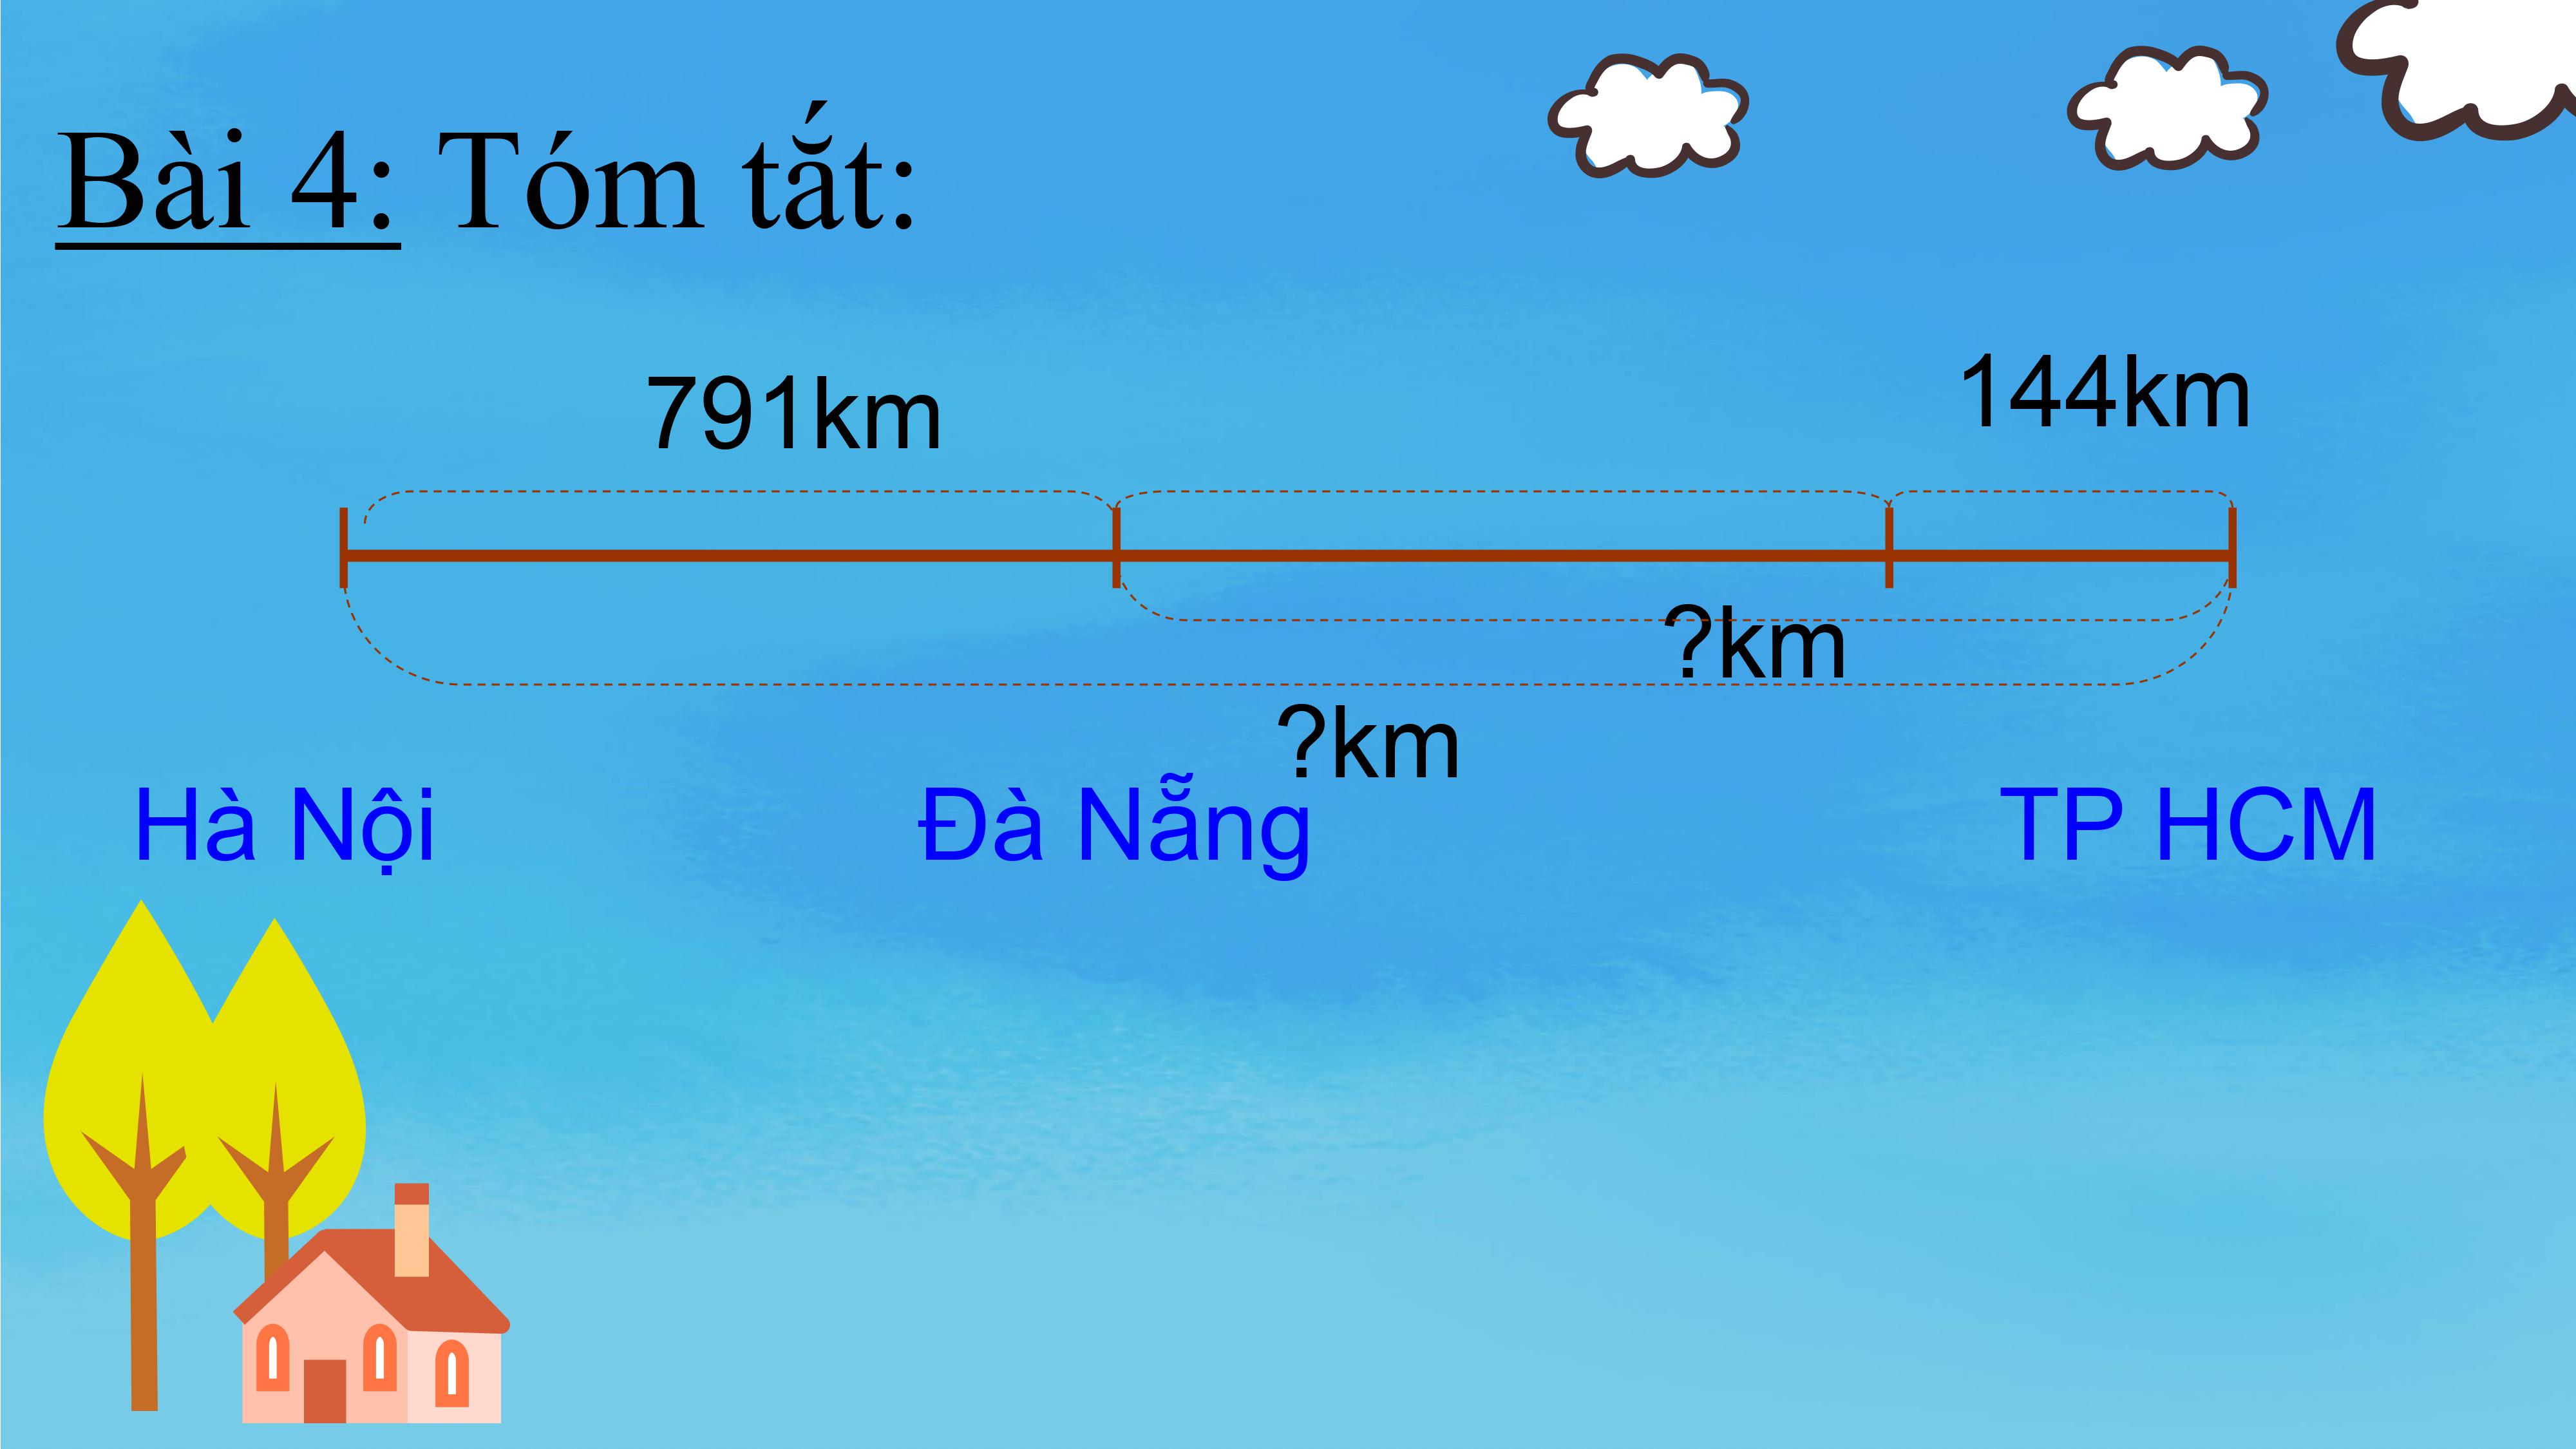 Bài 4: Tóm tắt:
791km
144km
?km
?km
Hà Nội
Đà Nẵng
TP HCM